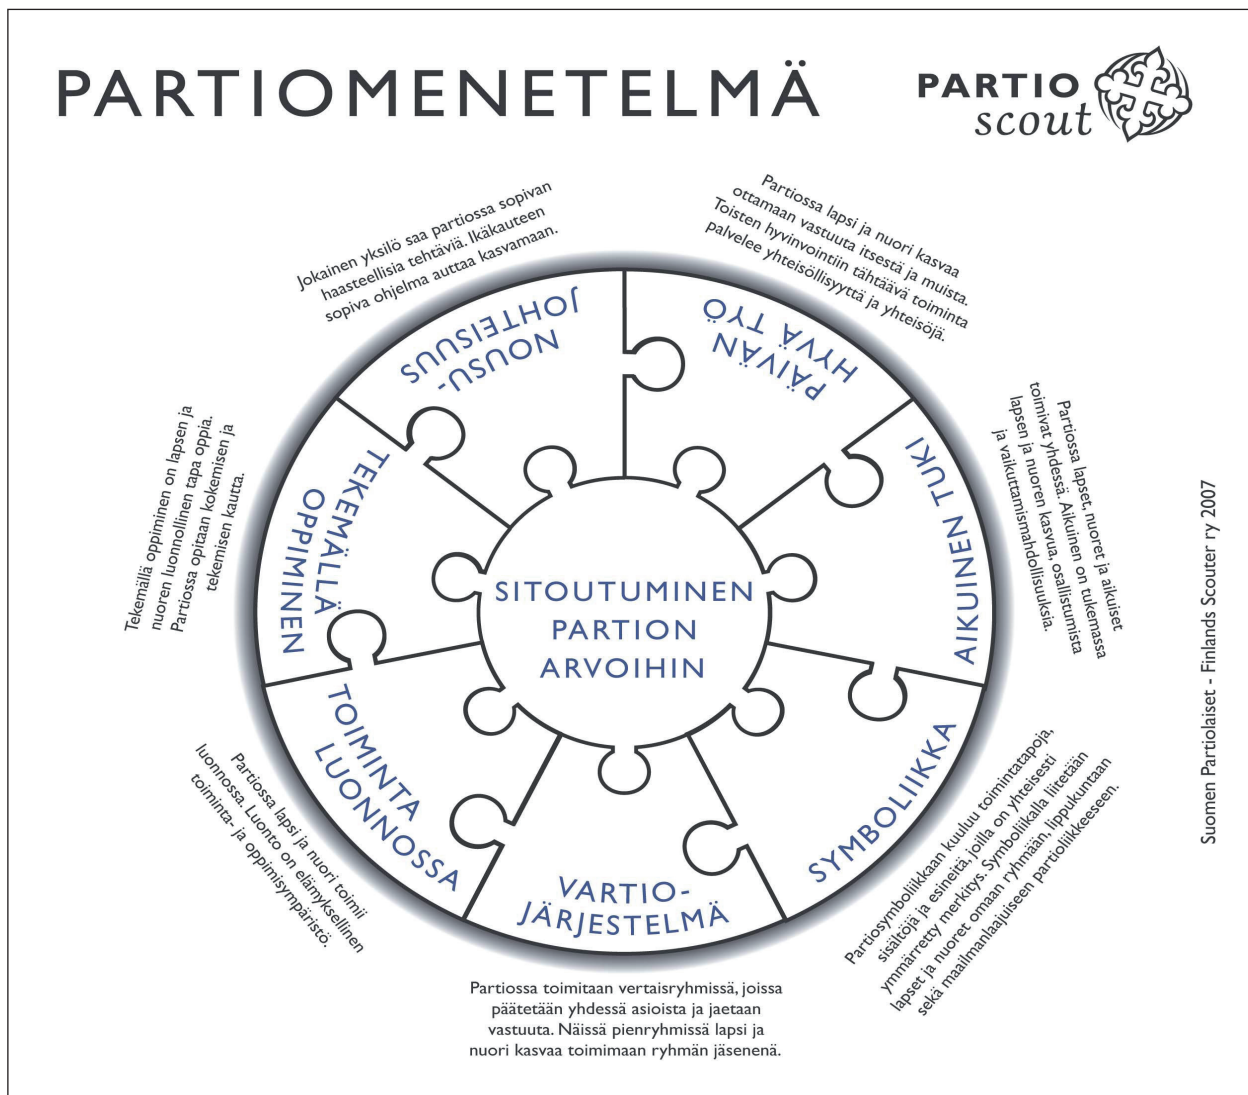 PARTIOMENETELMÄ
PARTIO
scout
Jokainen yksilö saa partiossa sopivan
haasteellisia tehtäviä. Ikäkauteen
sopiva ohjelma auttaa kasvamaan.
Partiossa lapsi ja nuori kasvaa
ottamaan vastuuta itsestä ja muista.
Toisten hyvinvointiin tähtäävä toiminta
palvelee yhteisöllisyyttä ja yhteisöjä.
NOUSU-
JOHTEISUUS
PÄIVÄN
HYVÄ TYÖ
AIKUINEN TUKI
Partiossa lapset, nuoret ja aikuiset
toimivat yhdessä. Aikuinen on tukemassa
lapsen ja nuoren kasvua, osallistumista
ja vaikuttamismahdollisuuksia.
Tekemällä oppiminen on lapsen ja
nuoren luonnollinen tapa oppia.
Partiossa opitaan kokemisen ja
tekemisen kautta.
TEKEMÄLLÄ
OPPIMINEN
SITOUTUMINEN
PARTION
ARVOIHIN
TOIMINTA
LUONNOSSA
Partiossa lapsi ja nuori toimii
luonnossa. Luonto on elämyksellinen
toiminta- ja oppimisympäristö.
VARTIO-
JÄRJESTELMÄ
SYMBOLIIKKA
Partiosymboliikkaan kuuluu toimintatapoja,
sisältöjä ja esineitä, joilla on yhteisesti
ymmärretty merkitys. Symboliikalla liitetään
lapset ja nuoret omaan ryhmään, lippukuntaan
sekä maailmanlaajuiseen partioliikkeeseen.
Partiossa toimitaan vertaisryhmissä, joissa
päätetään yhdessä asioista ja jaetaan
vastuuta. Näissä pienryhmissä lapsi ja
nuori kasvaa toimimaan ryhmän jäsenenä.
Suomen Partiolaiset - Finlands Scouter ry 2007